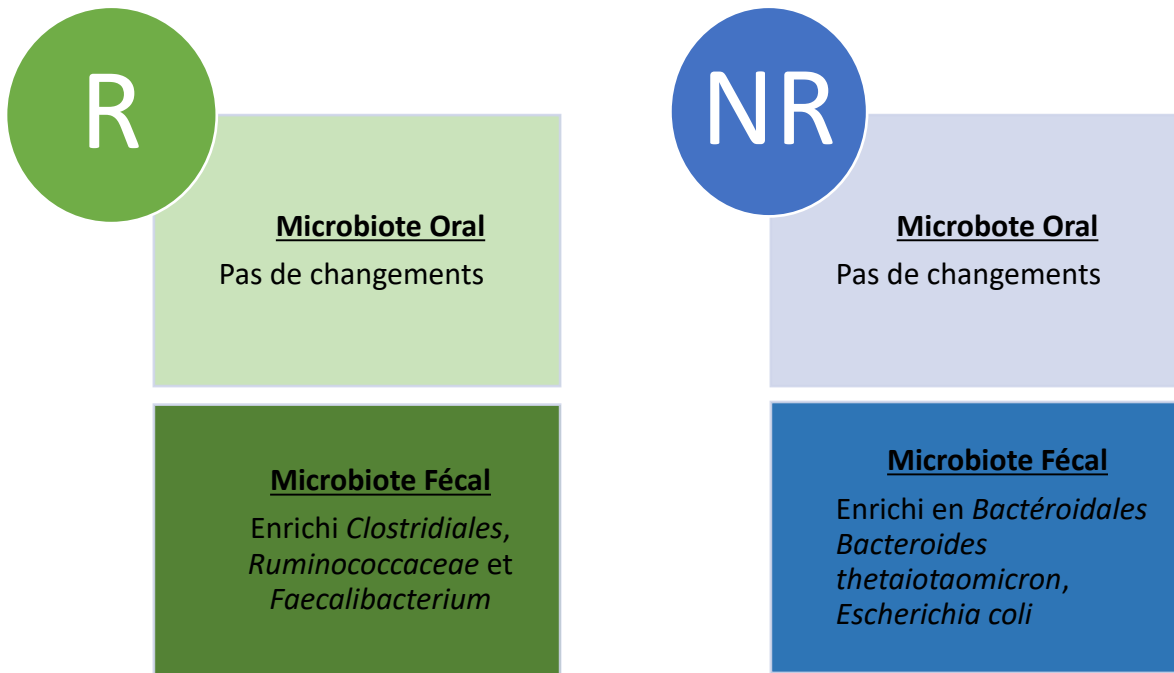 R
Microbiote Oral
Pas de changements
Microbiote Fécal
Enrichi Clostridiales,
Ruminococcaceae et
Faecalibacterium
NR
Microbote Oral
Pas de changements
Microbiote Fécal
Enrichi en Bactéroidales
Bacteroides
thetaiotaomicron,
Escherichia coli